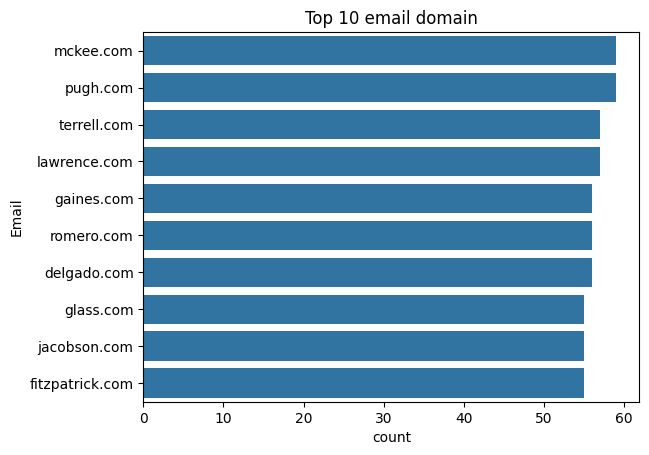 Top 10 email domain
Email
mckee.com
pugh.com
terrell.com
lawrence.com
gaines.com
romero.com
delgado.com
glass.com
jacobson.com
fitzpatrick.com
0 10 20 30 40 50 60
count